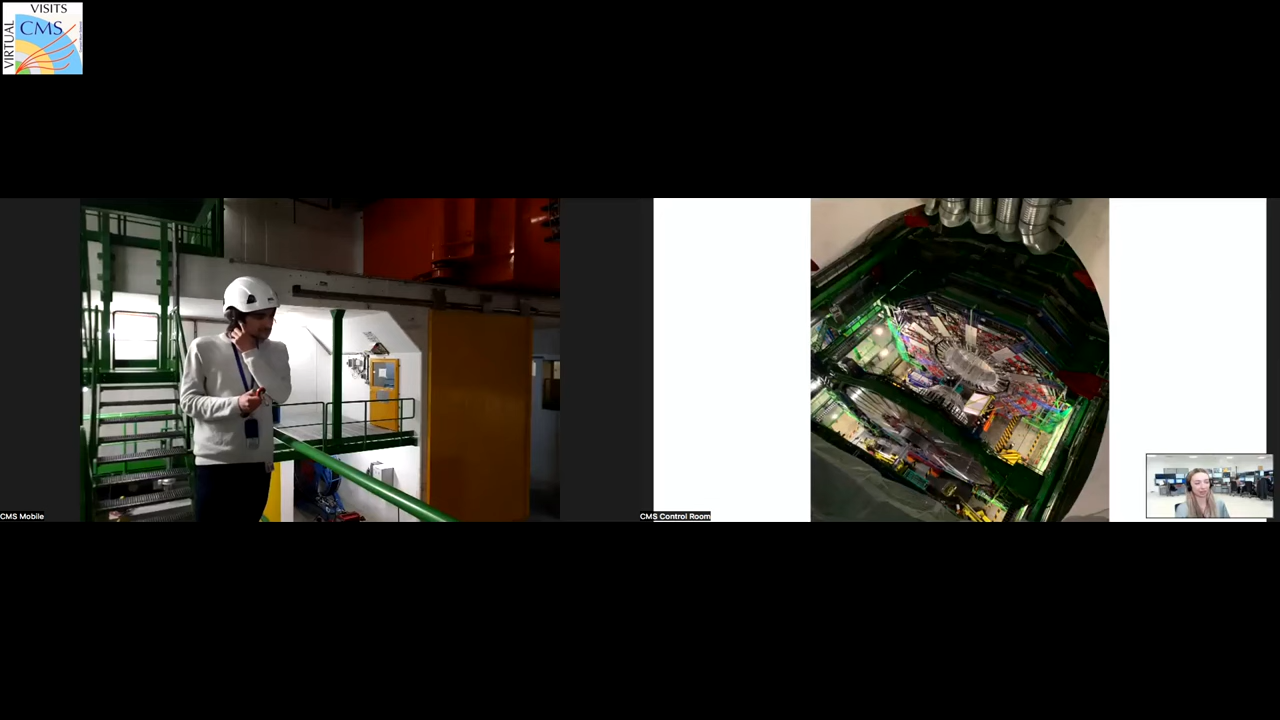 VISITS
CMS
VIRTUAL
CMS Mobile
CMS Control Room